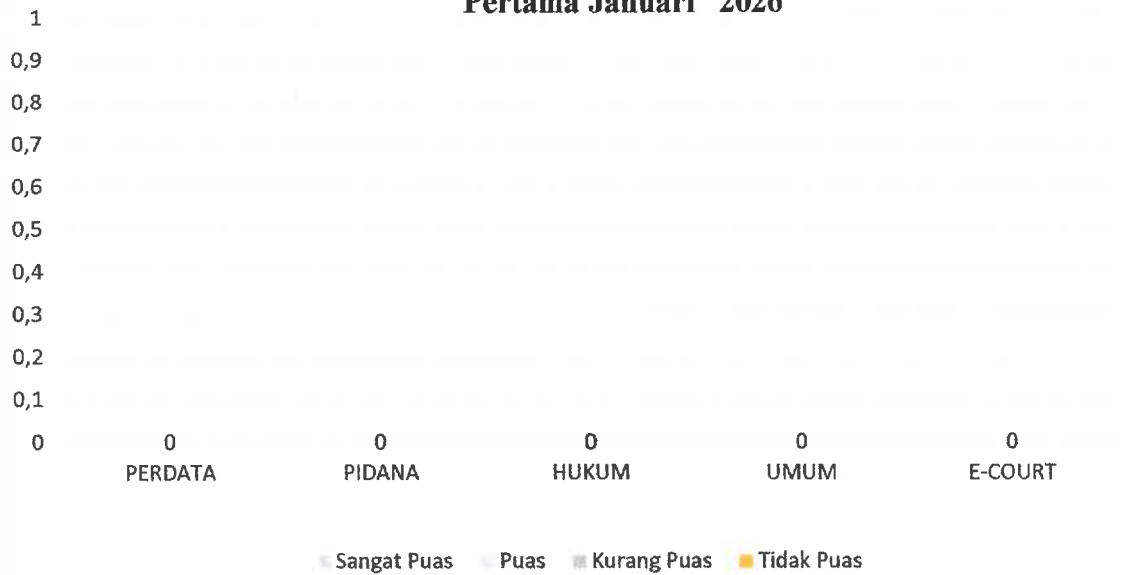 Pertama Januari 2026
1
0,9
0,8
0,7
0,6
0,5
0,4
0,3
0,2
0,1
0
0 0 0 0 0
PERDATA PIDANA HUKUM UMUM E-COURT
Sangat Puas Puas Kurang Puas Tidak Puas